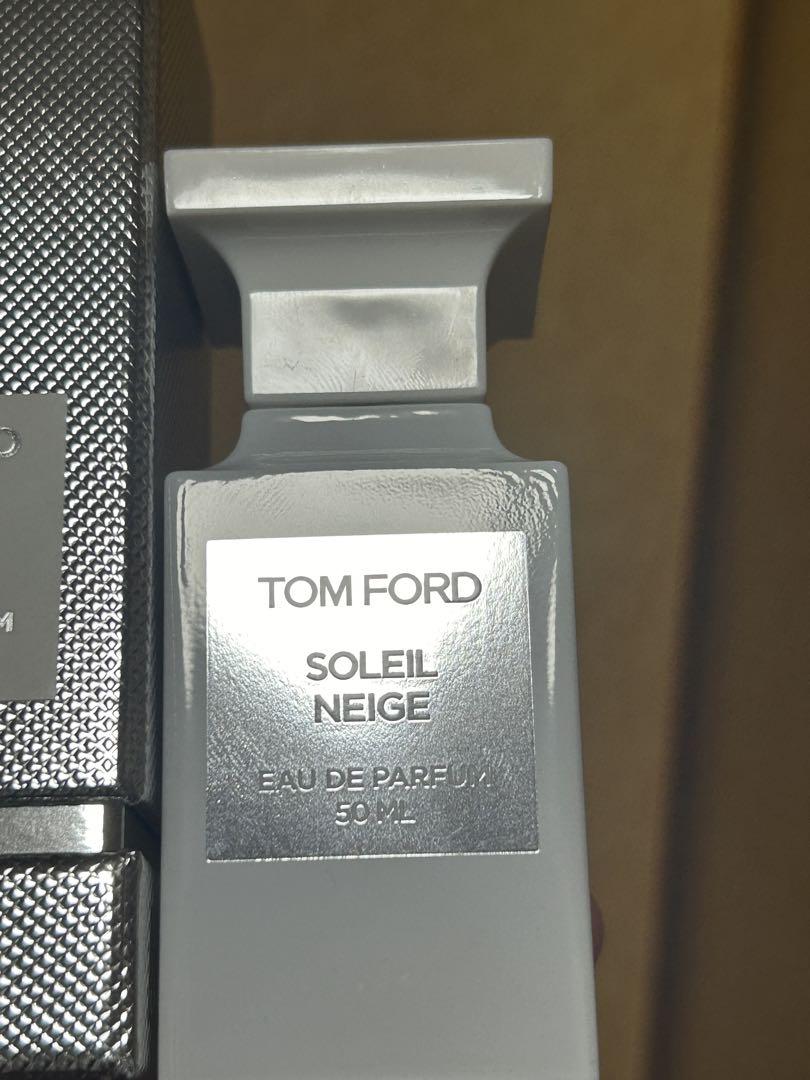 TOM FORD
SOLEIL
NEIGE
EAU DE PARFUM
50 ML